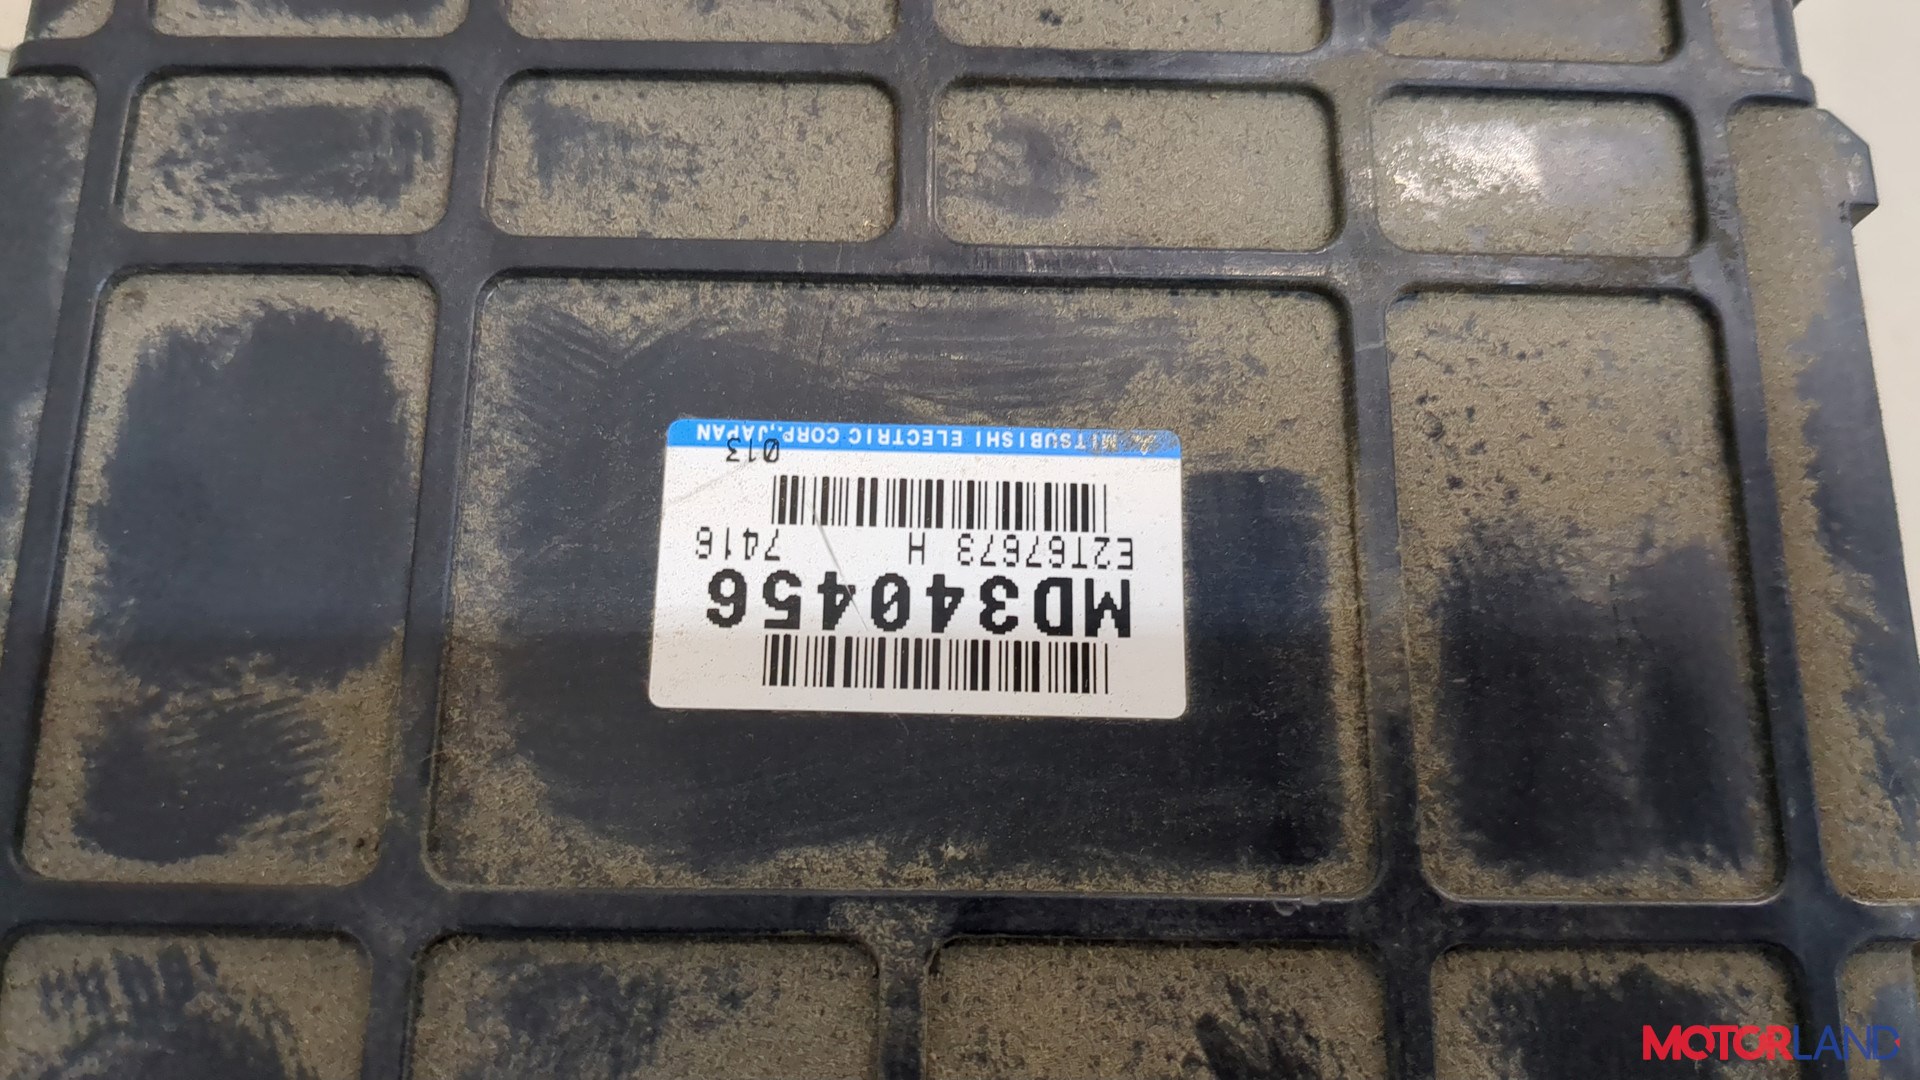 MD340456
E2T67673 H 7416
013
MITSUBISHI ELECTRIC CORP.,JAPAN
MOTORLAND